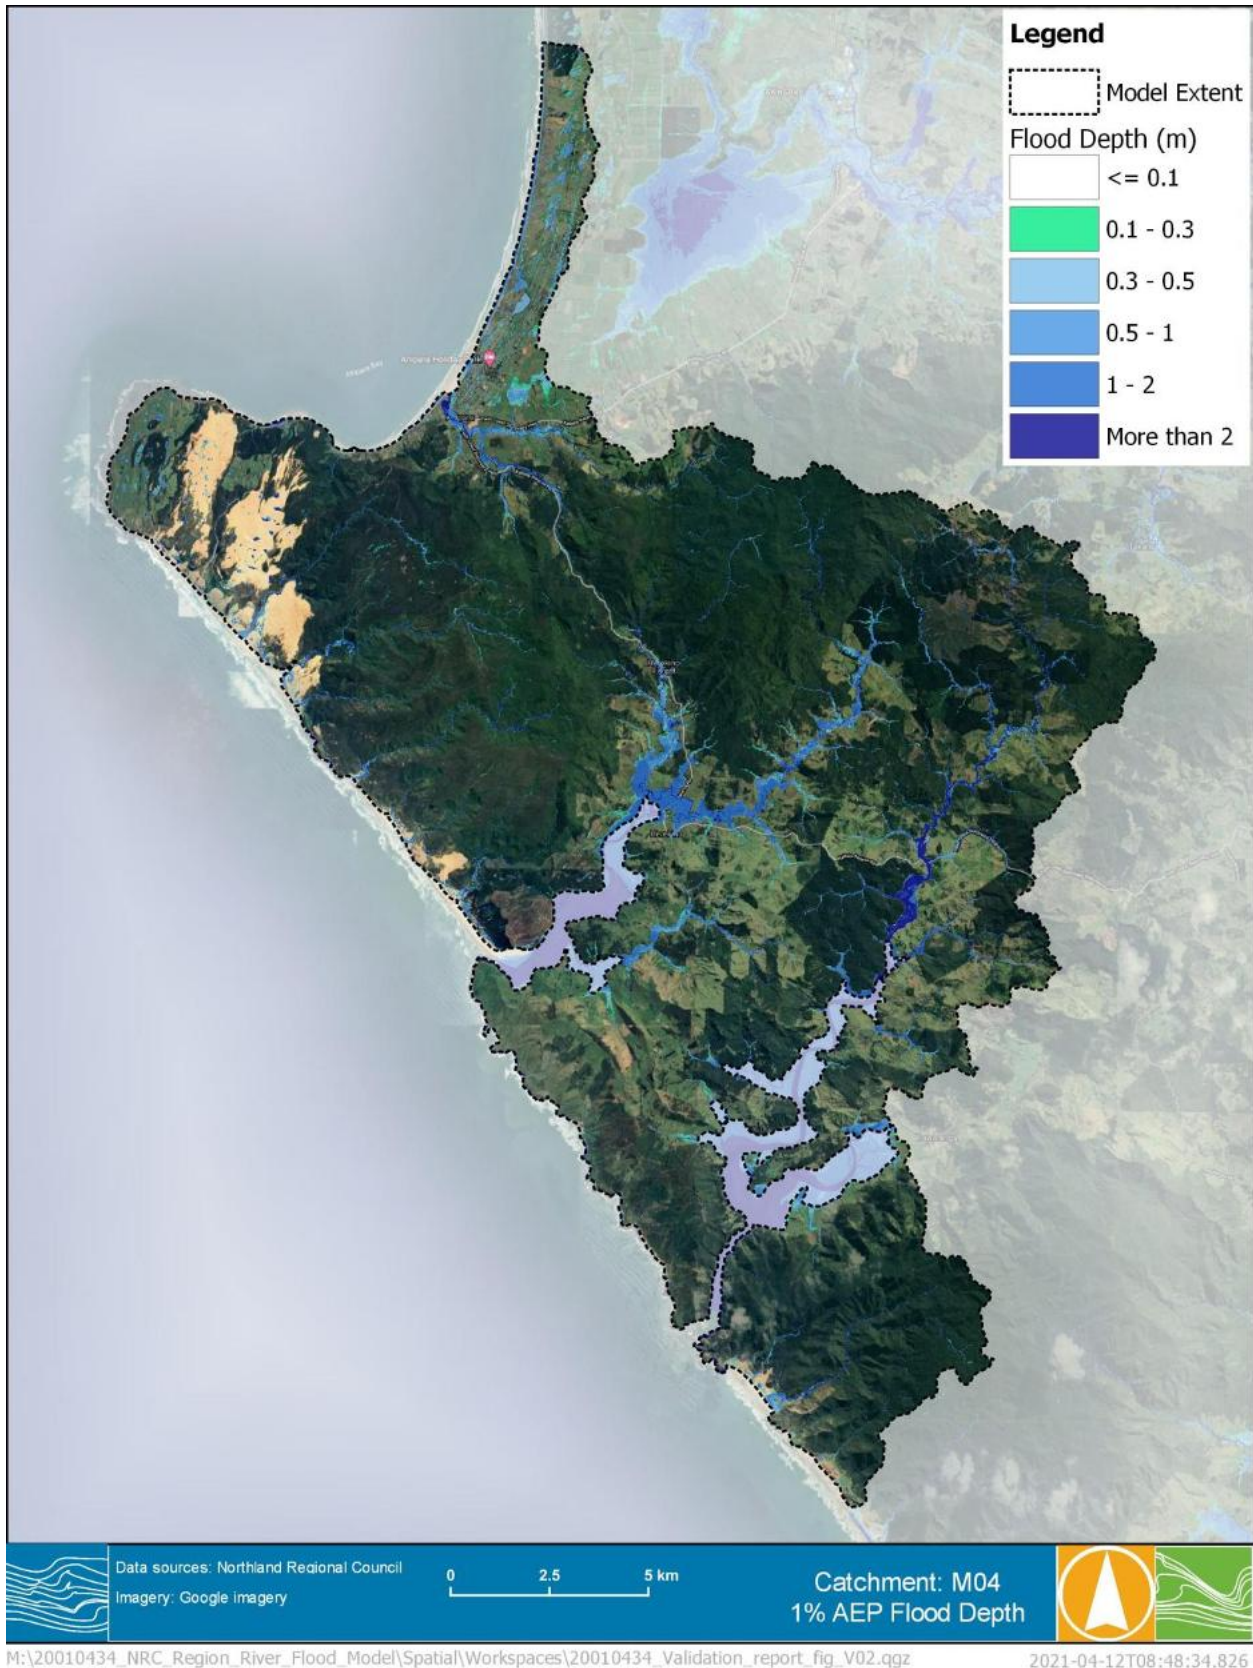 Legend
Model Extent
Flood Depth (m)
<= 0.1
0.1 - 0.3
0.3 - 0.5
0.5 - 1
1 - 2
More than 2
Data sources: Northland Regional Council
Imagery: Google imagery
0 2.5 5 km
Catchment: M04
1% AEP Flood Depth
M:\20010434_NRC_Region_River_Flood_Model\Spatial\Workspaces\20010434_Validation_report_fig_V02.qgz
2021-04-12T08:48:34.826